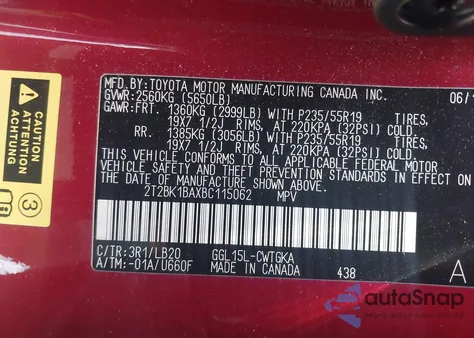 MFD.BY:TOYOTA MOTOR MANUFACTURING CANADA INC. 06/1
GVWR:2560KG (5650LB)
GAWR:FRT. 1360KG (2999LB) WITH P235/55R19 TIRES,
19X7 1/2J RIMS, AT 220KPA (32PSI) COLD.
RR. 1385KG (3056LB) WITH P235/55R19 TIRES,
19X7 1/2J RIMS, AT 220KPA (32PSI) COLD.
THIS VEHICLE CONFORMS TO ALL APPLICABLE FEDERAL MOTOR
VEHICLE SAFETY STANDARDS IN EFFECT ON THE
DATE OF MANUFACTURE SHOWN ABOVE.
2T2BK1BAXBC115062 MPV
C/TR:3R1/LB20 GGL15L-CWTGKA
A/TM:-01A/U660F MADE IN CANADA 438 A
CAUTION
ATTENTION
ACHTUNG
3
autoSnap